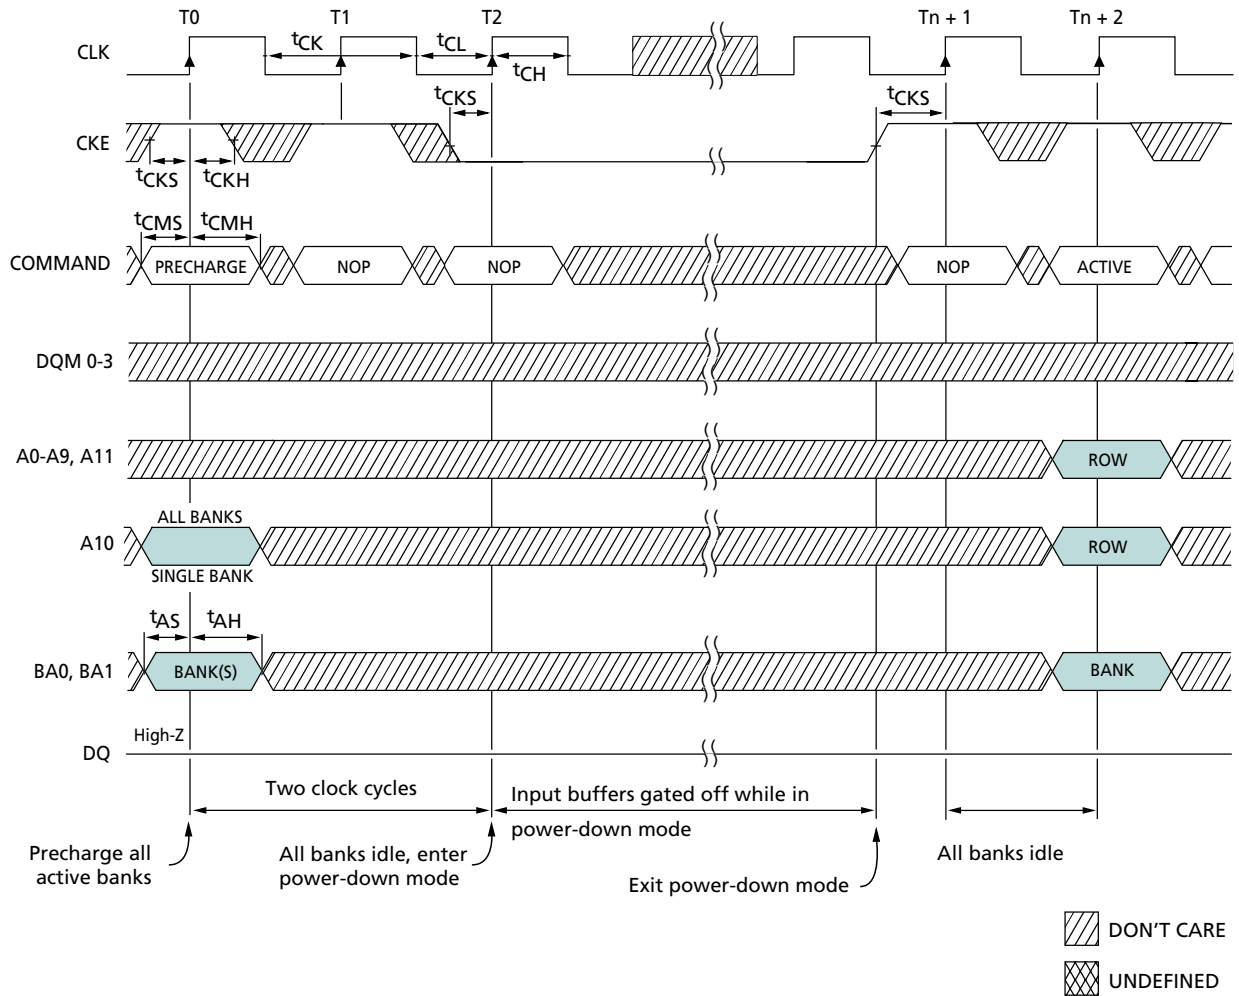 T0 T1 T2 Tn + 1 Tn + 2
CLK
tCK tCL
tCH
tCKS tCKS
CKE
tCKS tCKH
tCMS tCMH
COMMAND PRECHARGE NOP NOP NOP ACTIVE
DQM 0-3
A0-A9, A11 ROW
ALL BANKS
A10 ROW
SINGLE BANK
tAS tAH
BA0, BA1 BANK(S) BANK
High-Z
DQ
Two clock cycles
Input buffers gated off while in
power-down mode
Precharge all
active banks
All banks idle, enter
power-down mode
Exit power-down mode
All banks idle
DON'T CARE
UNDEFINED